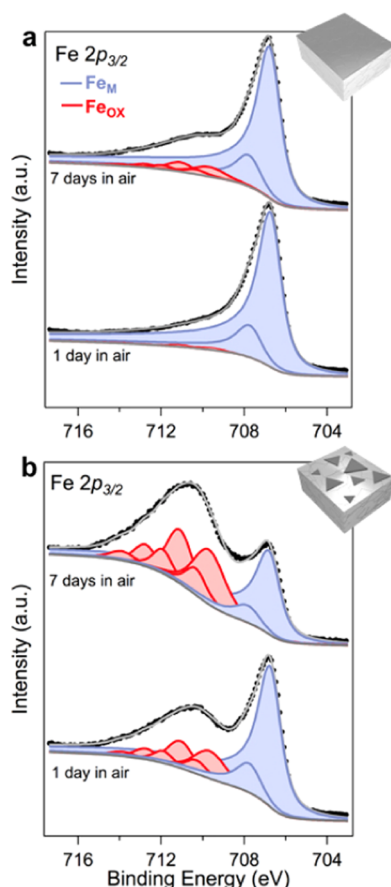 a
Fe 2p3/2
FeM
FeOX
7 days in air
1 day in air
Intensity (a.u.)
716 712 708 704
b
Fe 2p3/2
7 days in air
1 day in air
Intensity (a.u.)
716 712 708 704
Binding Energy (eV)